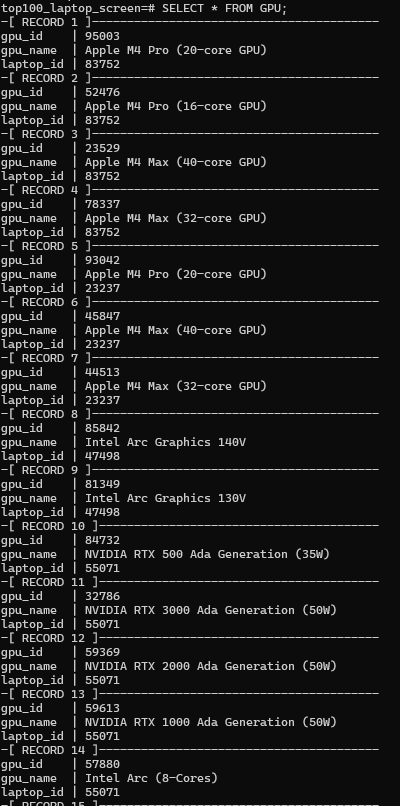 top100_laptop_screen=# SELECT * FROM GPU;
-[ RECORD 1 ]----------------------------------------
gpu_id    | 95003
gpu_name  | Apple M4 Pro (20-core GPU)
laptop_id | 83752
-[ RECORD 2 ]----------------------------------------
gpu_id    | 52476
gpu_name  | Apple M4 Pro (16-core GPU)
laptop_id | 83752
-[ RECORD 3 ]----------------------------------------
gpu_id    | 23529
gpu_name  | Apple M4 Max (40-core GPU)
laptop_id | 83752
-[ RECORD 4 ]----------------------------------------
gpu_id    | 78337
gpu_name  | Apple M4 Max (32-core GPU)
laptop_id | 83752
-[ RECORD 5 ]----------------------------------------
gpu_id    | 93042
gpu_name  | Apple M4 Pro (20-core GPU)
laptop_id | 23237
-[ RECORD 6 ]----------------------------------------
gpu_id    | 45847
gpu_name  | Apple M4 Max (40-core GPU)
laptop_id | 23237
-[ RECORD 7 ]----------------------------------------
gpu_id    | 44513
gpu_name  | Apple M4 Max (32-core GPU)
laptop_id | 23237
-[ RECORD 8 ]----------------------------------------
gpu_id    | 85842
gpu_name  | Intel Arc Graphics 140V
laptop_id | 47498
-[ RECORD 9 ]----------------------------------------
gpu_id    | 81349
gpu_name  | Intel Arc Graphics 130V
laptop_id | 47498
-[ RECORD 10 ]---------------------------------------
gpu_id    | 84732
gpu_name  | NVIDIA RTX 500 Ada Generation (35W)
laptop_id | 55071
-[ RECORD 11 ]---------------------------------------
gpu_id    | 32786
gpu_name  | NVIDIA RTX 3000 Ada Generation (50W)
laptop_id | 55071
-[ RECORD 12 ]---------------------------------------
gpu_id    | 59369
gpu_name  | NVIDIA RTX 2000 Ada Generation (50W)
laptop_id | 55071
-[ RECORD 13 ]---------------------------------------
gpu_id    | 59613
gpu_name  | NVIDIA RTX 1000 Ada Generation (50W)
laptop_id | 55071
-[ RECORD 14 ]---------------------------------------
gpu_id    | 57880
gpu_name  | Intel Arc (8-Cores)
laptop_id | 55071